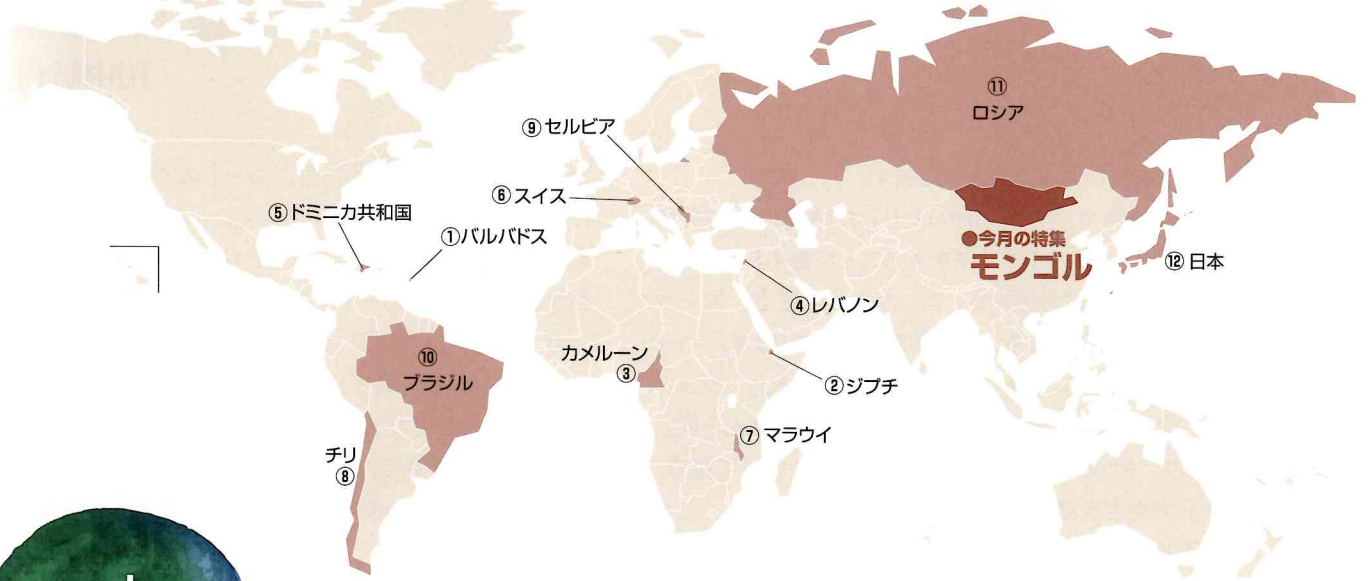 ⑪
ロシア
⑨セルビア
⑥スイス
⑤ドミニカ共和国
①バルバドス
●今月の特集
モンゴル
⑫日本
④レバノン
カメルーン
③
⑩
ブラジル
②ジプチ
⑦マラウイ
チリ
⑧